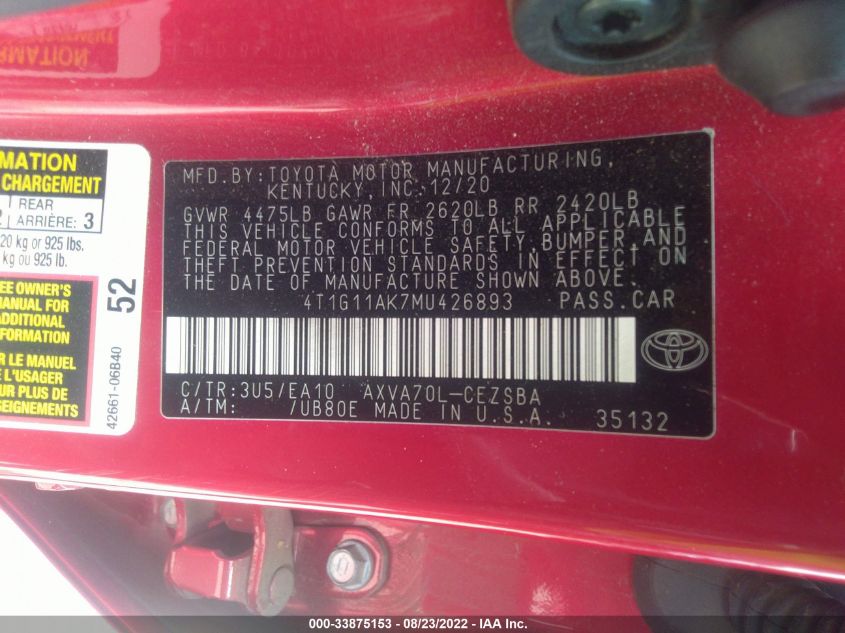 FORMATION
MATION
CHARGEMENT
REAR
ARRIÈRE: 3
20 kg or 925 lbs.
kg ou 925 lb.
EE OWNER'S
MANUAL FOR
ADDITIONAL
NFORMATION
R LE MANUEL
E L'USAGER
OUR PLUS
SEIGNEMENTS
52
42661-06B40
MFD.BY:TOYOTA MOTOR MANUFACTURING,
KENTUCKY,INC.12/20
GVWR 4475LB GAWR FR 2620LB RR 2420LB
THIS VEHICLE CONFORMS TO ALL APPLICABLE
FEDERAL MOTOR VEHICLE SAFETY,BUMPER,AND
THEFT PREVENTION STANDARDS IN EFFECT ON
THE DATE OF MANUFACTURE SHOWN ABOVE.
4T1G11AK7MU426893 PASS.CAR
C/TR:3U5/EA10 AXVA70L-CEZSBA
A/TM: /UB80E MADE IN U.S.A. 35132
000-33875153 - 08/23/2022 - IAA Inc.